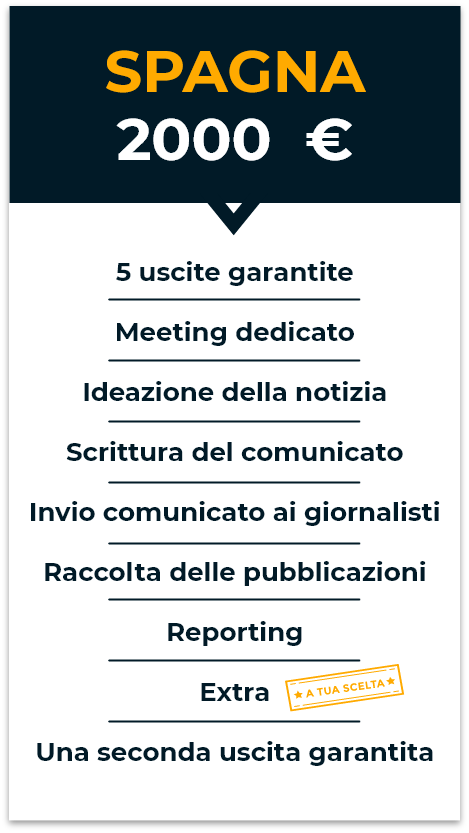 SPAGNA
2000 €
5 uscite garantite
Meeting dedicato
Ideazione della notizia
Scrittura del comunicato
Invio comunicato ai giornalisti
Raccolta delle pubblicazioni
Reporting
Extra
★ A TUA SCELTA ★
Una seconda uscita garantita